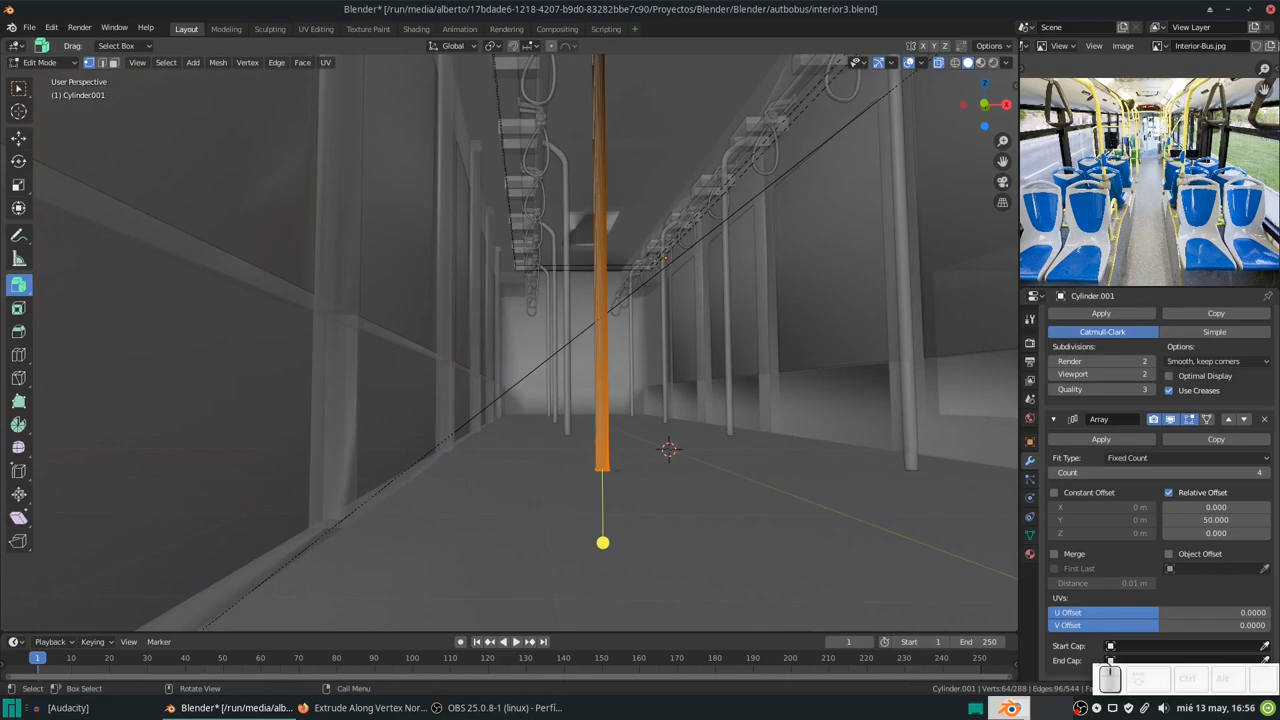 Blender* [/run/media/alberto/17bdade6-1218-4207-b9d0-83282bbe7c90/Proyectos/Blender/Blender/autbobus/interior3.blend]
File Edit Render Window Help Layout Modeling Sculpting UV Editing Texture Paint Shading Animation Rendering Compositing Scripting Scene View Layer
Drag: Select Box Global X Y Z Options View View Image Interior-Bus.jpg
Edit Mode View Select Add Mesh Vertex Edge Face UV
User Perspective
(1) Cylinder.001
Z
X
Cylinder.001
Apply Copy
Catmull-Clark Simple
Subdivisions: Options:
Render 2 Smooth, keep corners
Viewport 2 Optimal Display
Quality 3 Use Creases
Array
Apply Copy
Fit Type: Fixed Count
Count 4
Constant Offset Relative Offset
X 0 m 0.000
Y 0 m 50.000
Z 0 m 0.000
Merge Object Offset
First Last
Distance 0.01 m
UVs:
U Offset 0.0000
V Offset 0.0000
Start Cap:
End Cap:
Playback Keying View Marker 1 Start 1 End 250
1 10 20 30 40 50 60 70 80 90 100 110 120 130 140 150 160 170 180 190 200 210 220 230 240 250
Ctrl Alt
Select Box Select Rotate View Call Menu Cylinder.001 | Verts:64/288 | Edges:96/544 | Fa
[Audacity] Blender* [/run/media/alb... Extrude Along Vertex Nor... OBS 25.0.8-1 (linux) - Perfi... mié 13 may, 16:56